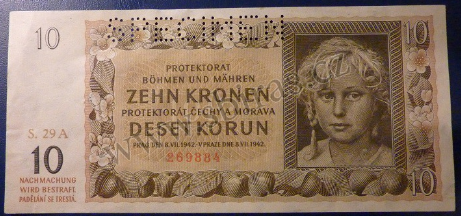 SPECIMEN
10
10
PROTEKTORAT
BÖHMEN UND MÄHREN
ZEHN KRONEN
PROTEKTORÁT ČECHY A MORAVA
DESET KORUN
PRAG DEN 8.VII.1942 - V PRAZE DNE 8.VII.1942
S. 29 A
269384
10
NACHMACHUNG
WIRD BESTRAFT.
PADĚLÁNÍ SE TRESTÁ.
10